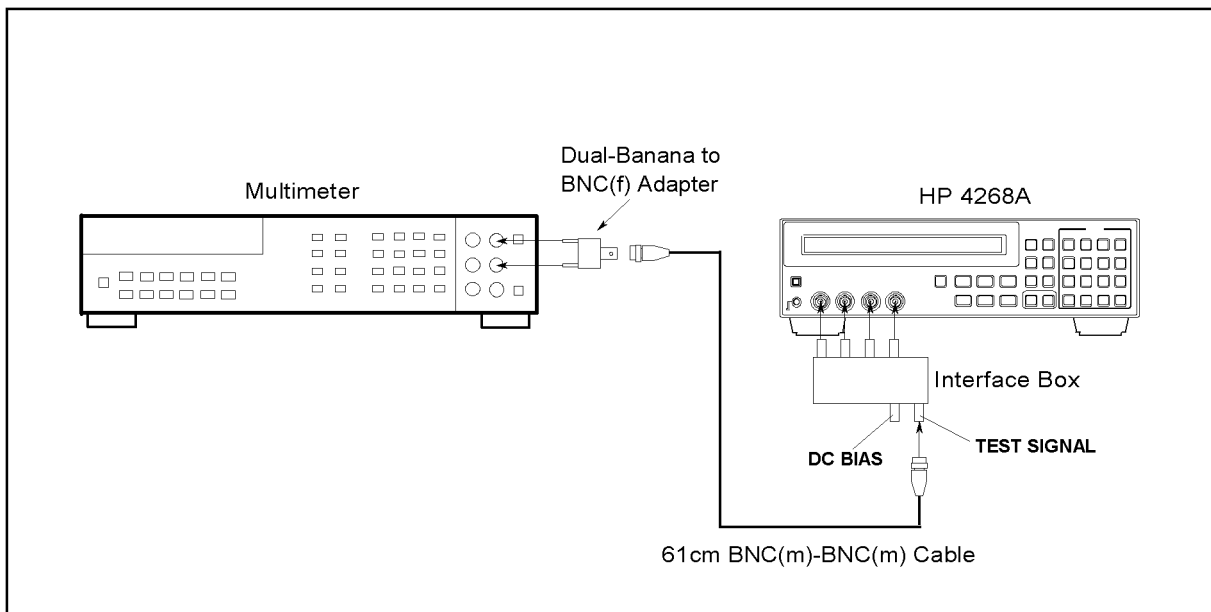 Dual-Banana to
BNC(f) Adapter
Multimeter
HP 4268A
Interface Box
DC BIAS
TEST SIGNAL
61cm BNC(m)-BNC(m) Cable